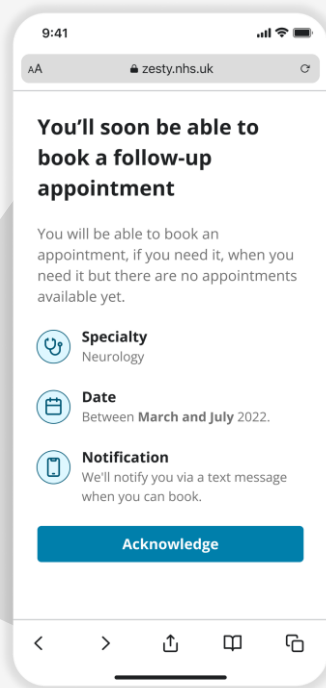 9:41
AA zesty.nhs.uk
You’ll soon be able to
book a follow-up
appointment
You will be able to book an
appointment, if you need it, when you
need it but there are no appointments
available yet.
Specialty
Neurology
Date
Between March and July 2022.
Notification
We'll notify you via a text message
when you can book.
Acknowledge